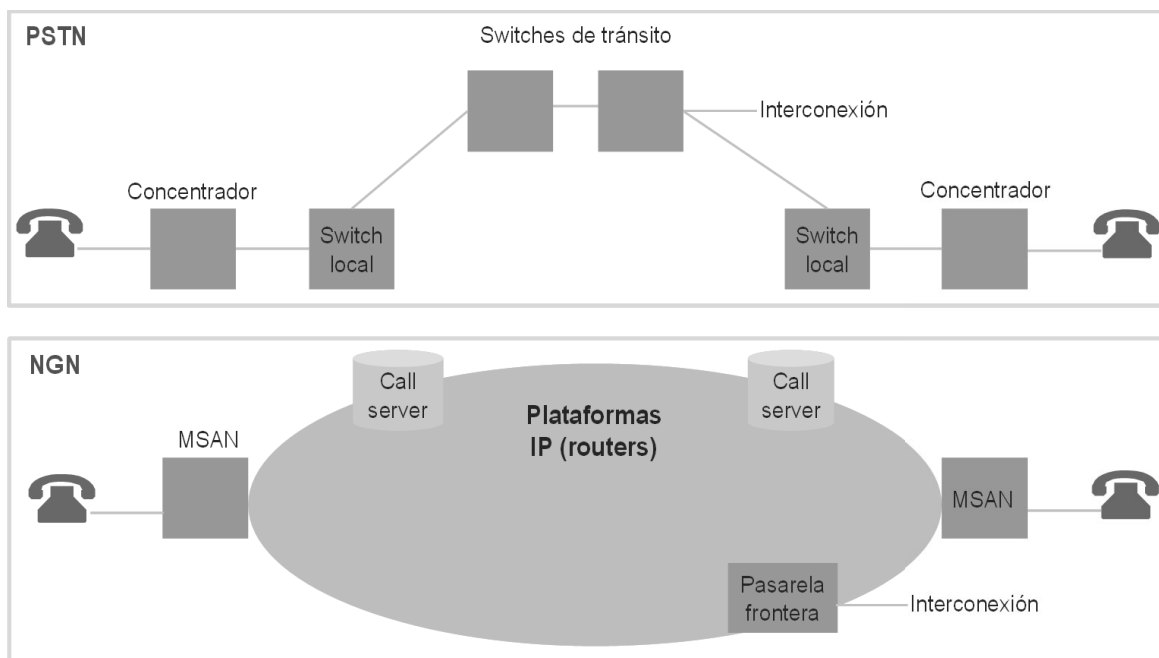 PSTN
Switches de tránsito
Interconexión
Concentrador
Concentrador
Switch
local
Switch
local
NGN
Call
server
Call
server
Plataformas
IP (routers)
MSAN
MSAN
Pasarela
frontera
Interconexión